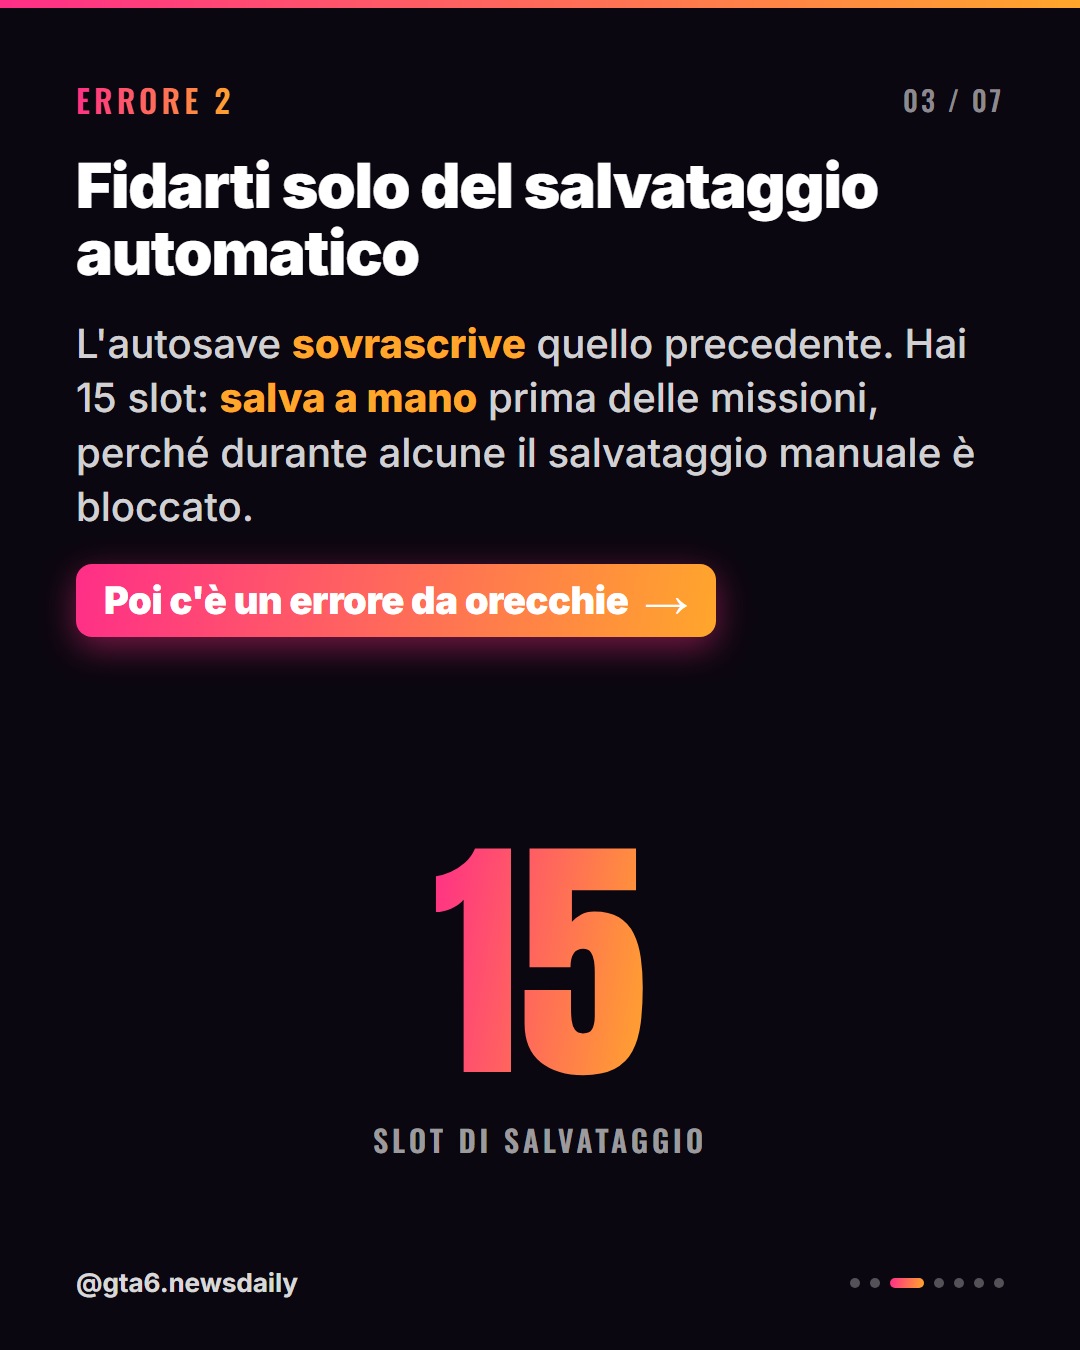 ERRORE 2
03 / 07
Fidarti solo del salvataggio
automatico
L'autosave sovrascrive quello precedente. Hai
15 slot: salva a mano prima delle missioni,
perché durante alcune il salvataggio manuale è
bloccato.
Poi c'è un errore da orecchie →
15
SLOT DI SALVATAGGIO
@gta6.newsdaily